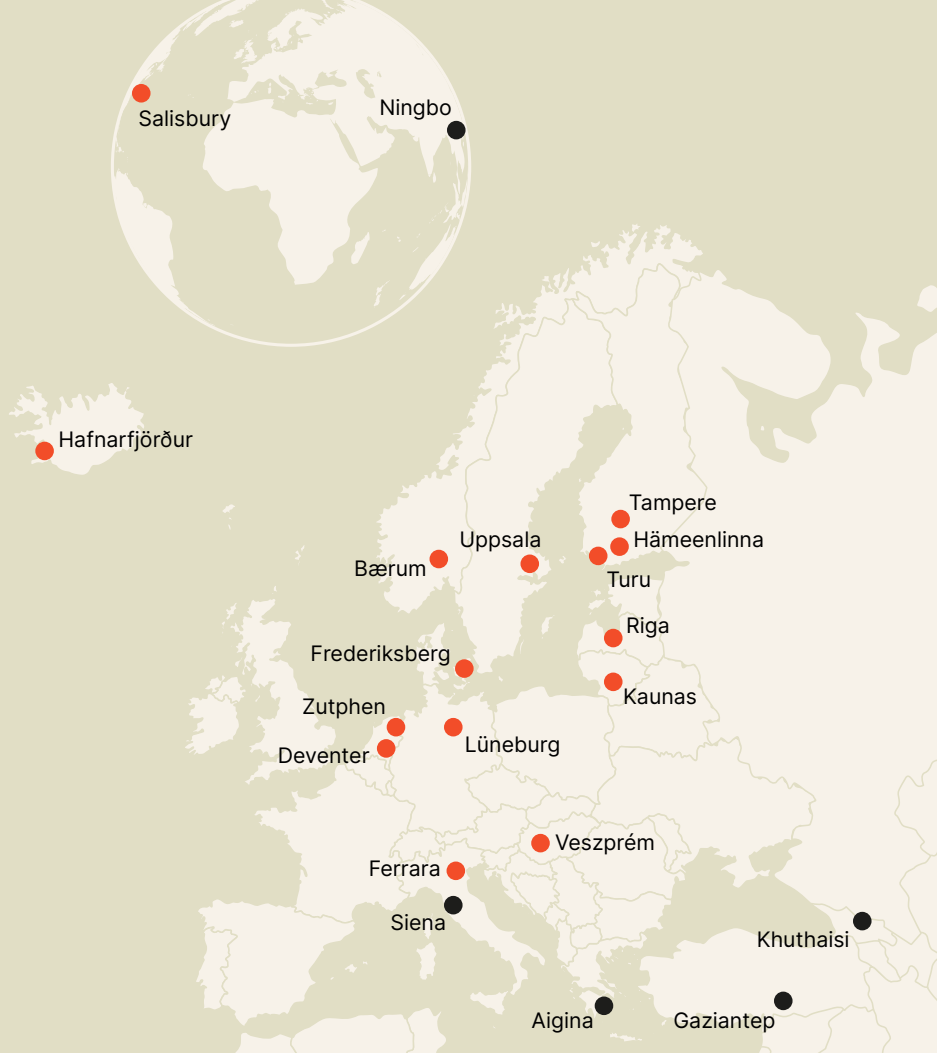 Ningbo
Salisbury
Hafnarfjörður
Tampere
Uppsala
Hämeenlinna
Bærum
Turu
Riga
Frederiksberg
Kaunas
Zutphen
Lüneburg
Deventer
Veszprém
Ferrara
Siena
Khuthaisi
Aigina
Gaziantep